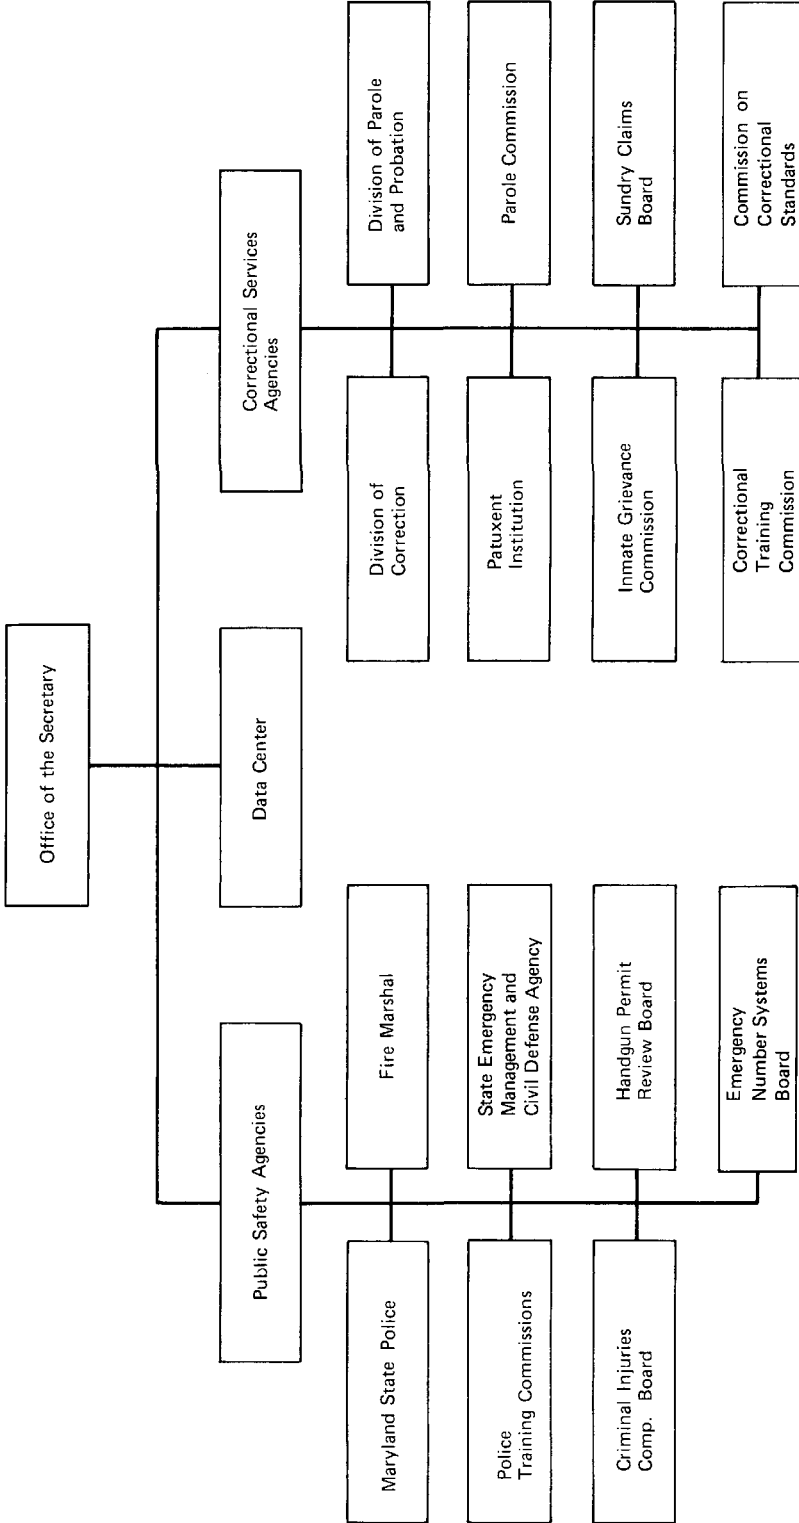 Office of the Secretary
Public Safety Agencies
Data Center
Correctional Services
Agencies
Maryland State Police
Fire Marshal
Division of
Correction
Division of Parole
and Probation
Police
Training Commissions
State Emergency
Management and
Civil Defense Agency
Patuxent
Institution
Parole Commission
Criminal Injuries
Comp. Board
Handgun Permit
Review Board
Inmate Grievance
Commission
Sundry Claims
Board
Emergency
Number Systems
Board
Correctional
Training
Commission
Commission on
Correctional
Standards